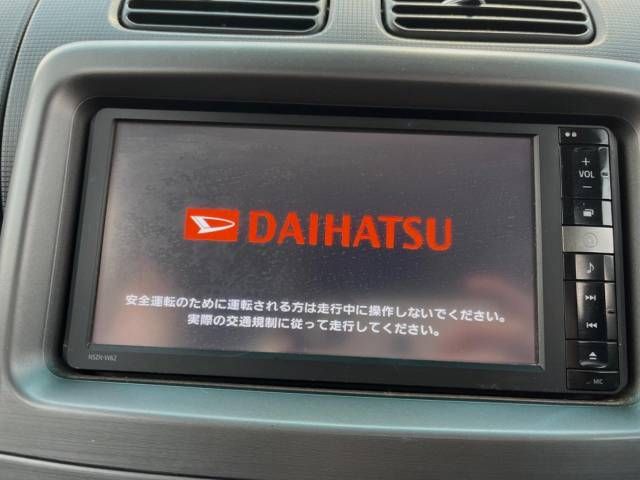 DAIHATSU
安全運転のために運転される方は走行中に操作しないでください。
実際の交通規制に従って走行してください。
+
VOL
−
MIC